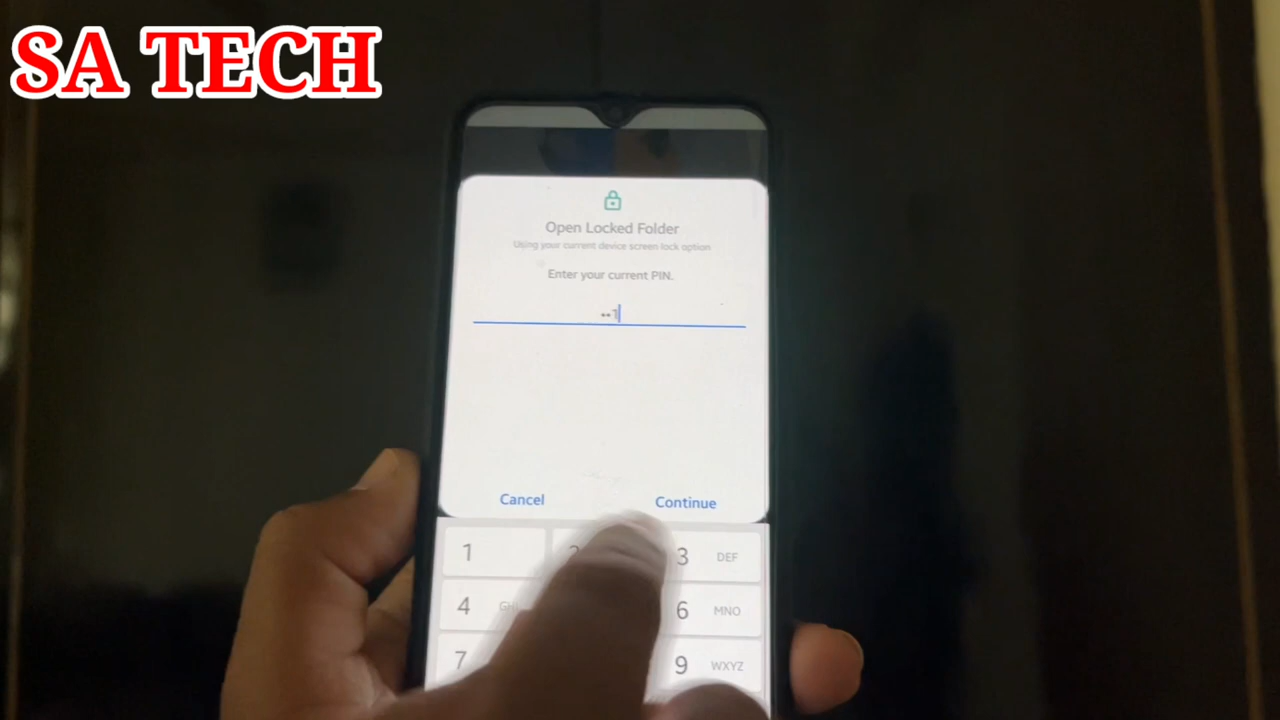 SA TECH
Open Locked Folder
Using your current device screen lock option
Enter your current PIN.
••1
Cancel
Continue
1
3 DEF
4
6 MNO
7
9 WXYZ